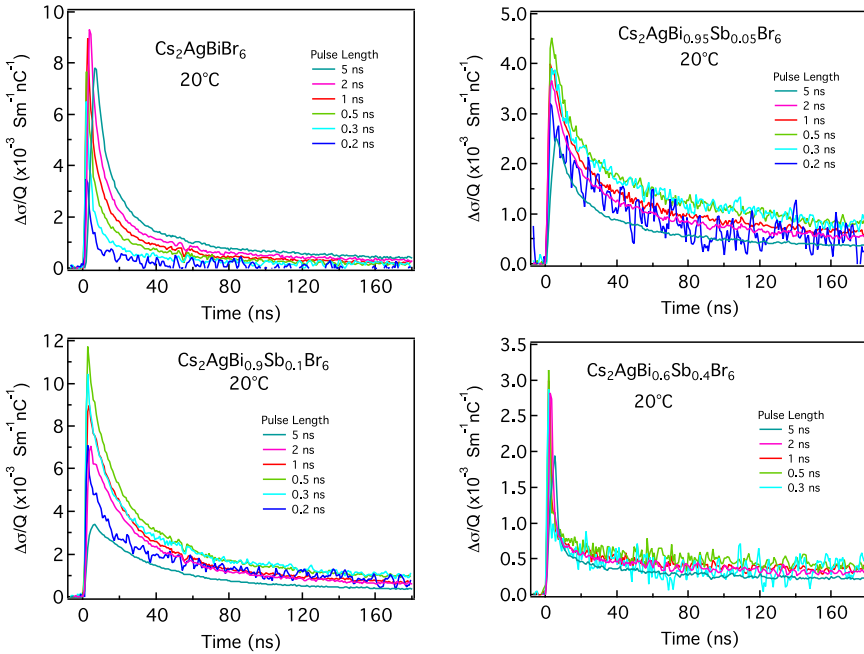 Cs₂AgBiBr₆
20°C
Pulse Length
5 ns
2 ns
1 ns
0.5 ns
0.3 ns
0.2 ns
Δσ/Q (x10⁻³ Sm⁻¹nC⁻¹)
10
8
6
4
2
0
0 40 80 120 160
Time (ns)
Cs₂AgBi₀.₉₅Sb₀.₀₅Br₆
20°C
Pulse Length
5 ns
2 ns
1 ns
0.5 ns
0.3 ns
0.2 ns
Δσ/Q (x10⁻³ Sm⁻¹nC⁻¹)
5.0
4.0
3.0
2.0
1.0
0.0
0 40 80 120 160
Time (ns)
Cs₂AgBi₀.₉Sb₀.₁Br₆
20°C
Pulse Length
5 ns
2 ns
1 ns
0.5 ns
0.3 ns
0.2 ns
Δσ/Q (x10⁻³ Sm⁻¹nC⁻¹)
12
10
8
6
4
2
0
0 40 80 120 160
Time (ns)
Cs₂AgBi₀.₆Sb₀.₄Br₆
20°C
Pulse Length
5 ns
2 ns
1 ns
0.5 ns
0.3 ns
Δσ/Q (x10⁻³ Sm⁻¹nC⁻¹)
3.5
3.0
2.5
2.0
1.5
1.0
0.5
0.0
0 40 80 120 160
Time (ns)